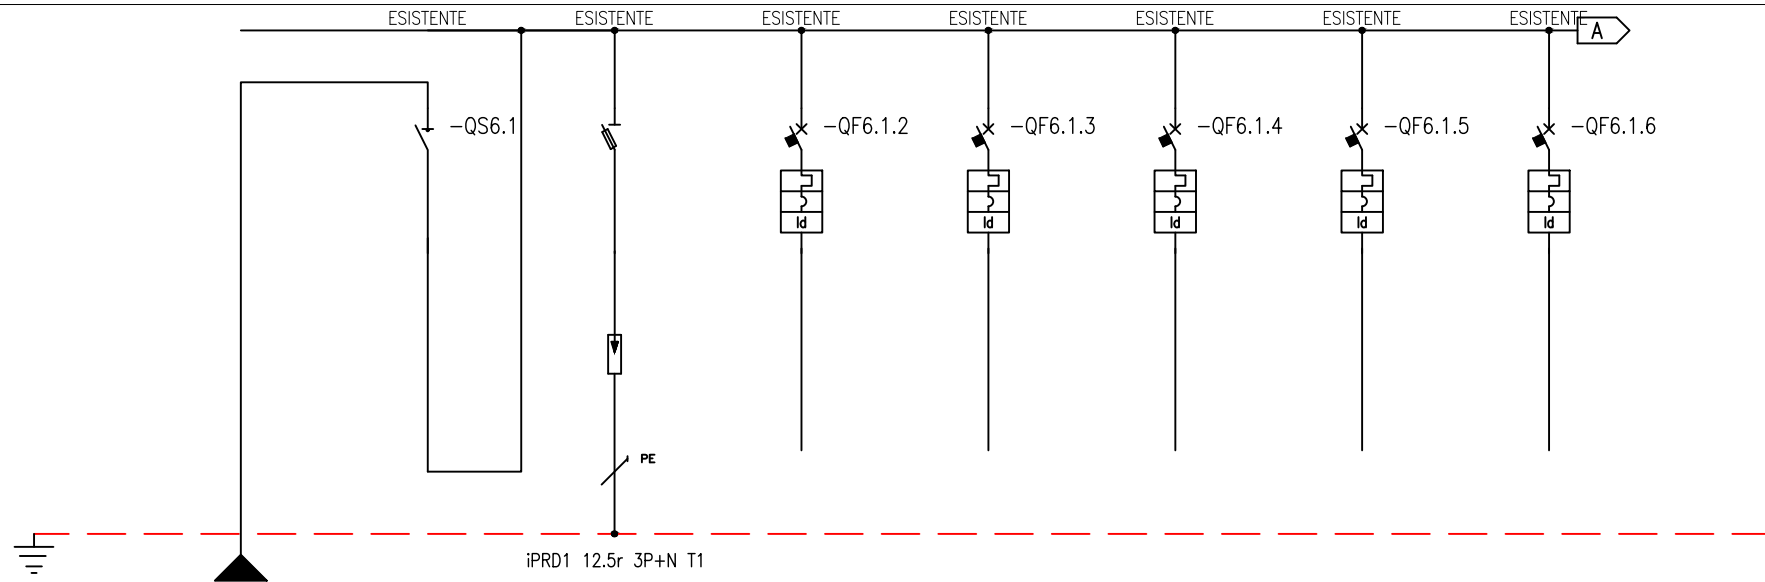 ESISTENTE ESISTENTE ESISTENTE ESISTENTE ESISTENTE ESISTENTE ESISTENTE
A
-QS6.1 -QF6.1.2 -QF6.1.3 -QF6.1.4 -QF6.1.5 -QF6.1.6
Id Id Id Id Id
PE
iPRD1 12.5r 3P+N T1